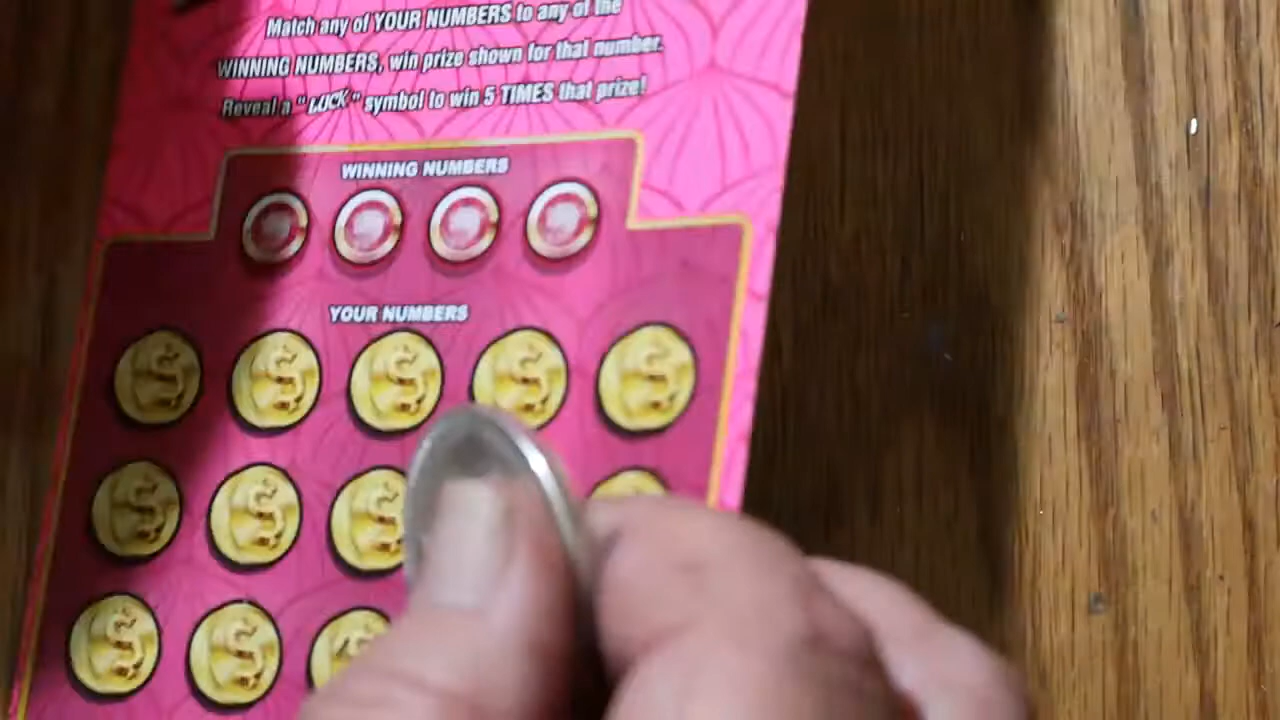 Match any of YOUR NUMBERS to any of the
WINNING NUMBERS, win prize shown for that number.
Reveal a "LUCK" symbol to win 5 TIMES that prize!
WINNING NUMBERS
YOUR NUMBERS